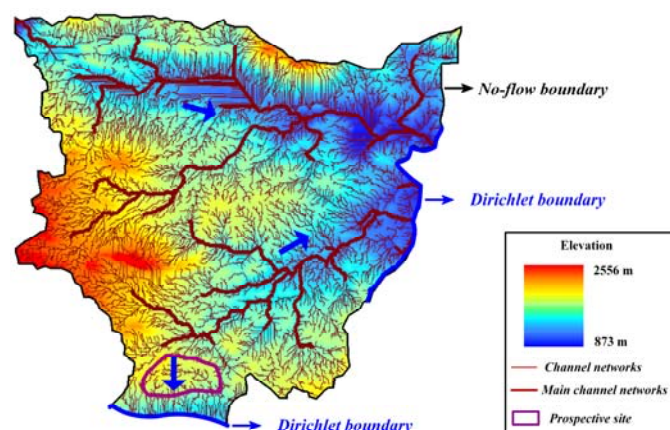 No-flow boundary
Dirichlet boundary
Elevation
2556 m
873 m
Channel networks
Main channel networks
Prospective site
Dirichlet boundary